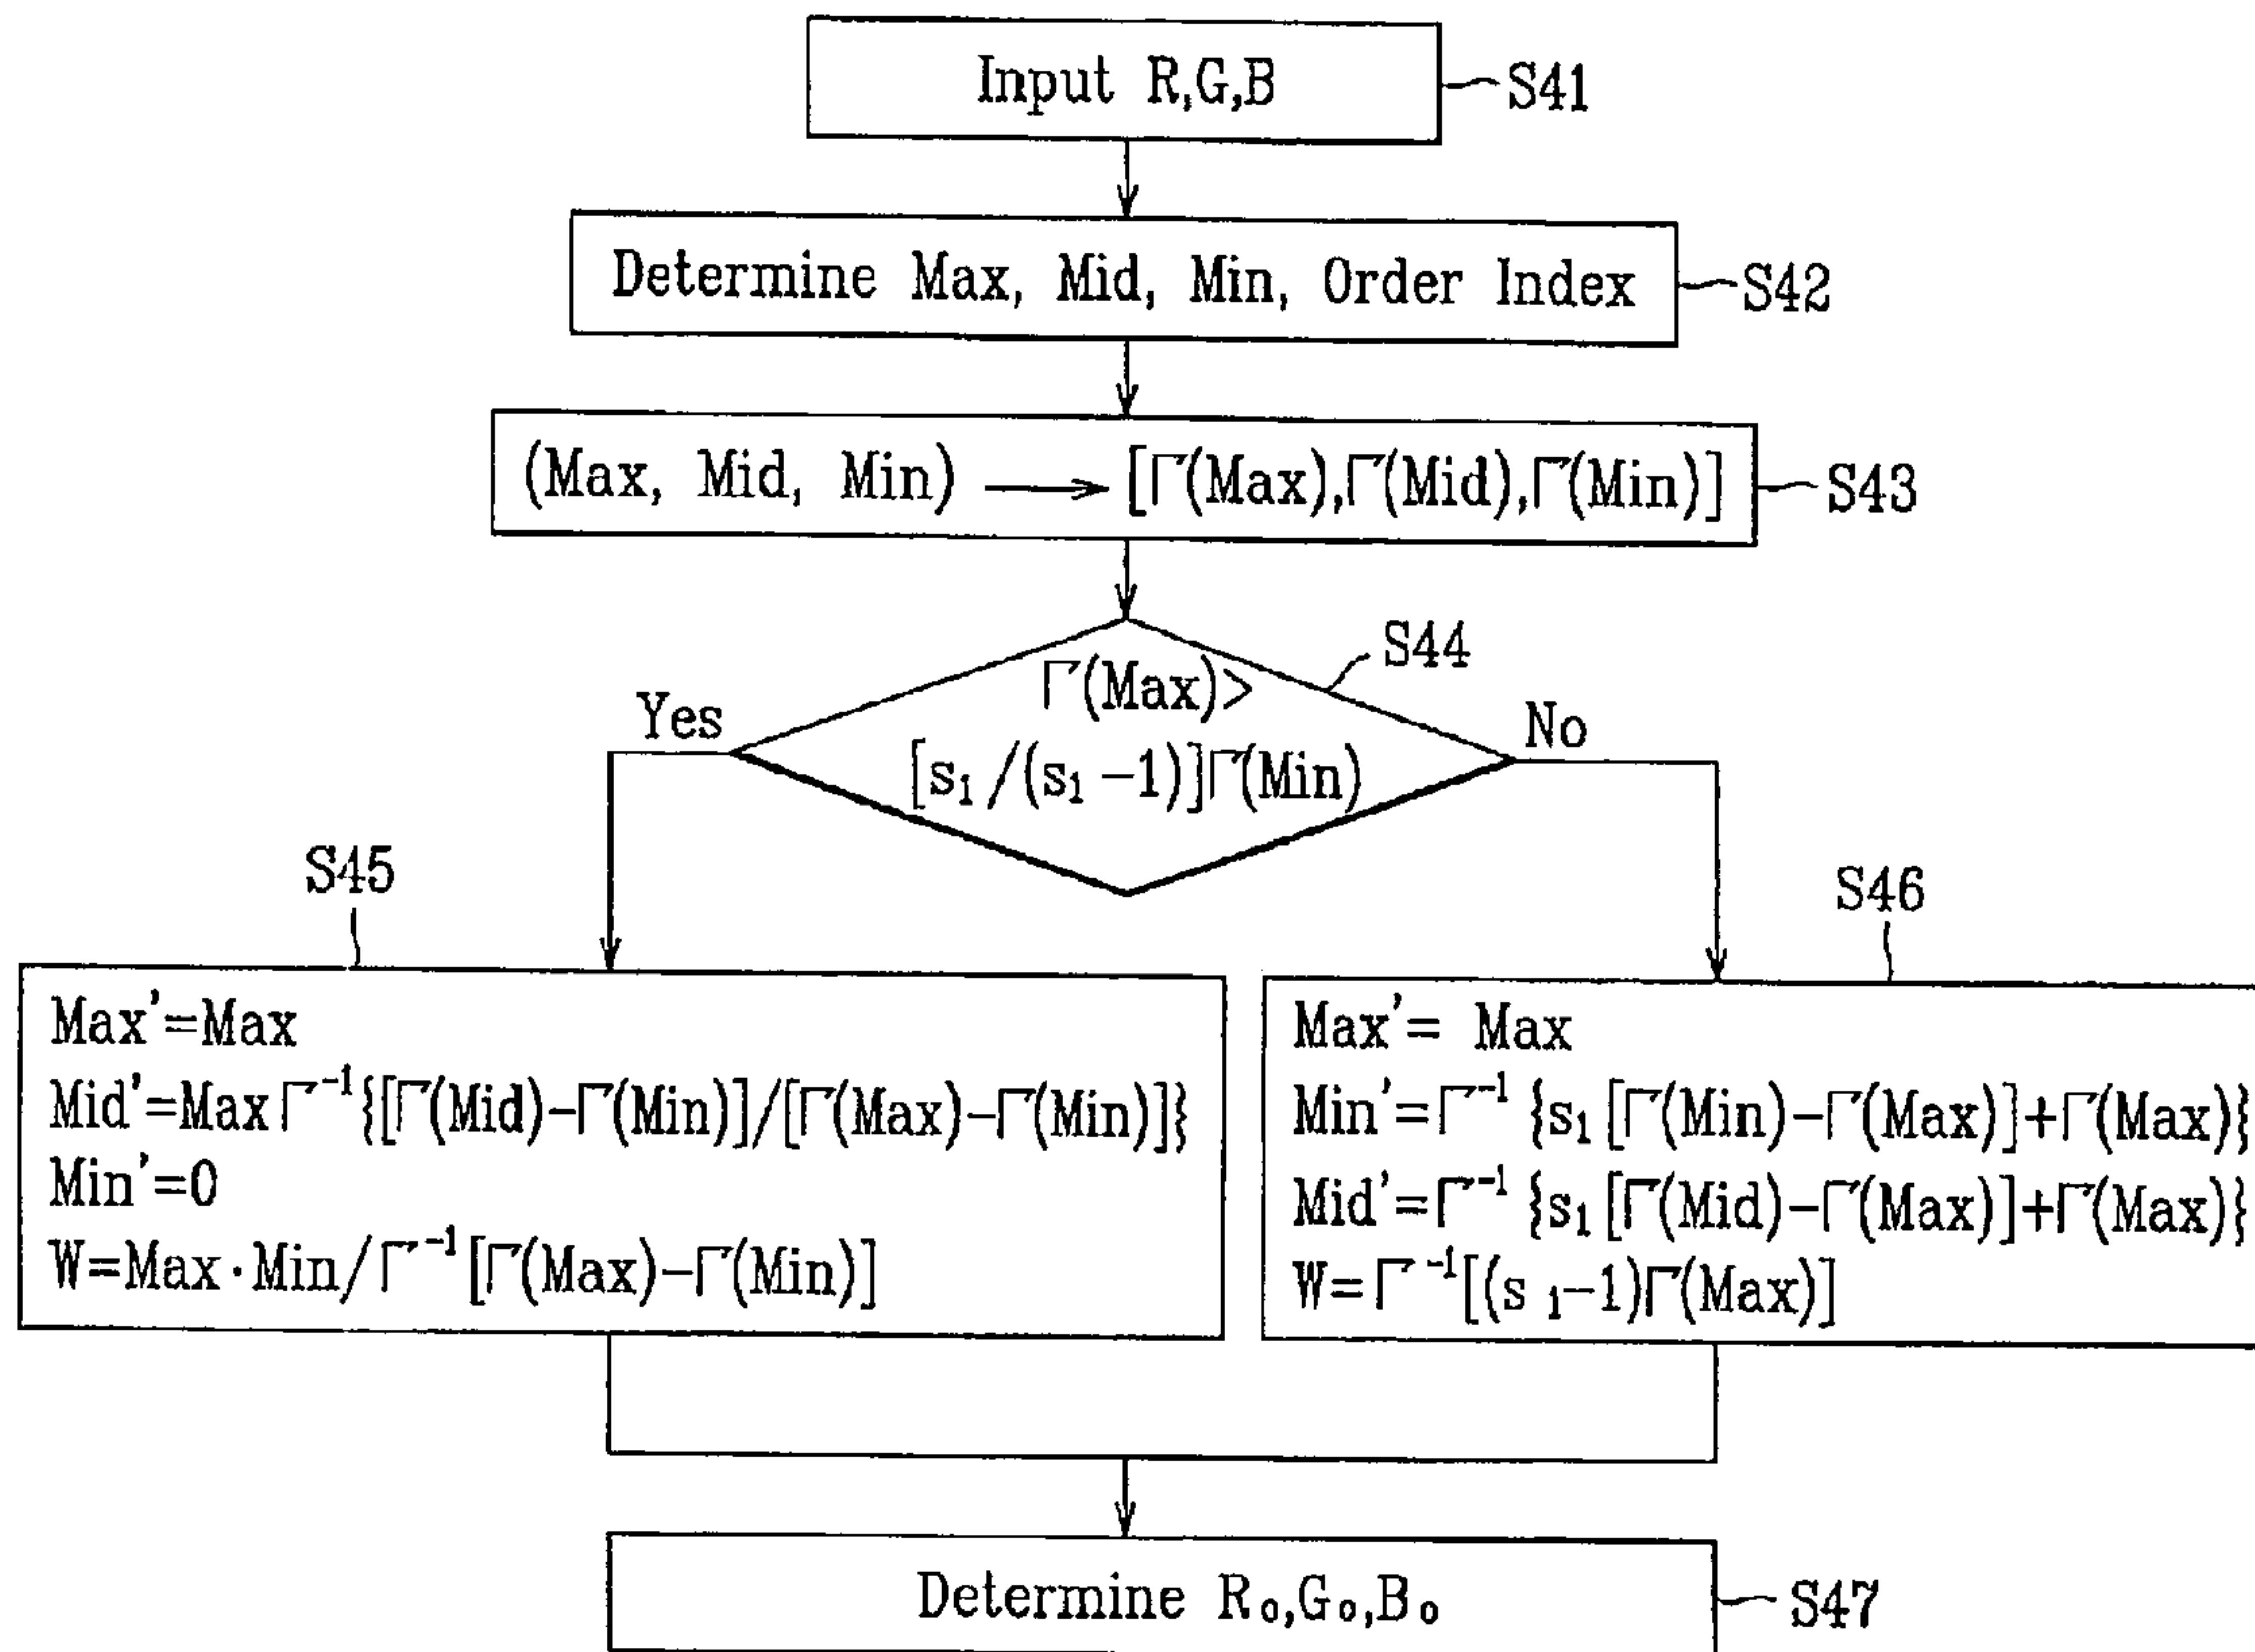 Input R,G,B
S41
Determine Max, Mid, Min, Order Index
S42
(Max, Mid, Min) → [Γ(Max),Γ(Mid),Γ(Min)]
S43
S44
Γ(Max)>
[s₁/(s₁-1)]Γ(Min)
Yes
No
S45
Max'=Max
Mid'=MaxΓ⁻¹{[Γ(Mid)-Γ(Min)]/[Γ(Max)-Γ(Min)]}
Min'=0
W=Max·Min/Γ⁻¹[Γ(Max)-Γ(Min)]
S46
Max'= Max
Min'=Γ⁻¹{s₁[Γ(Min)-Γ(Max)]+Γ(Max)}
Mid'=Γ⁻¹{s₁[Γ(Mid)-Γ(Max)]+Γ(Max)}
W=Γ⁻¹[(s₁-1)Γ(Max)]
Determine R₀,G₀,B₀
S47